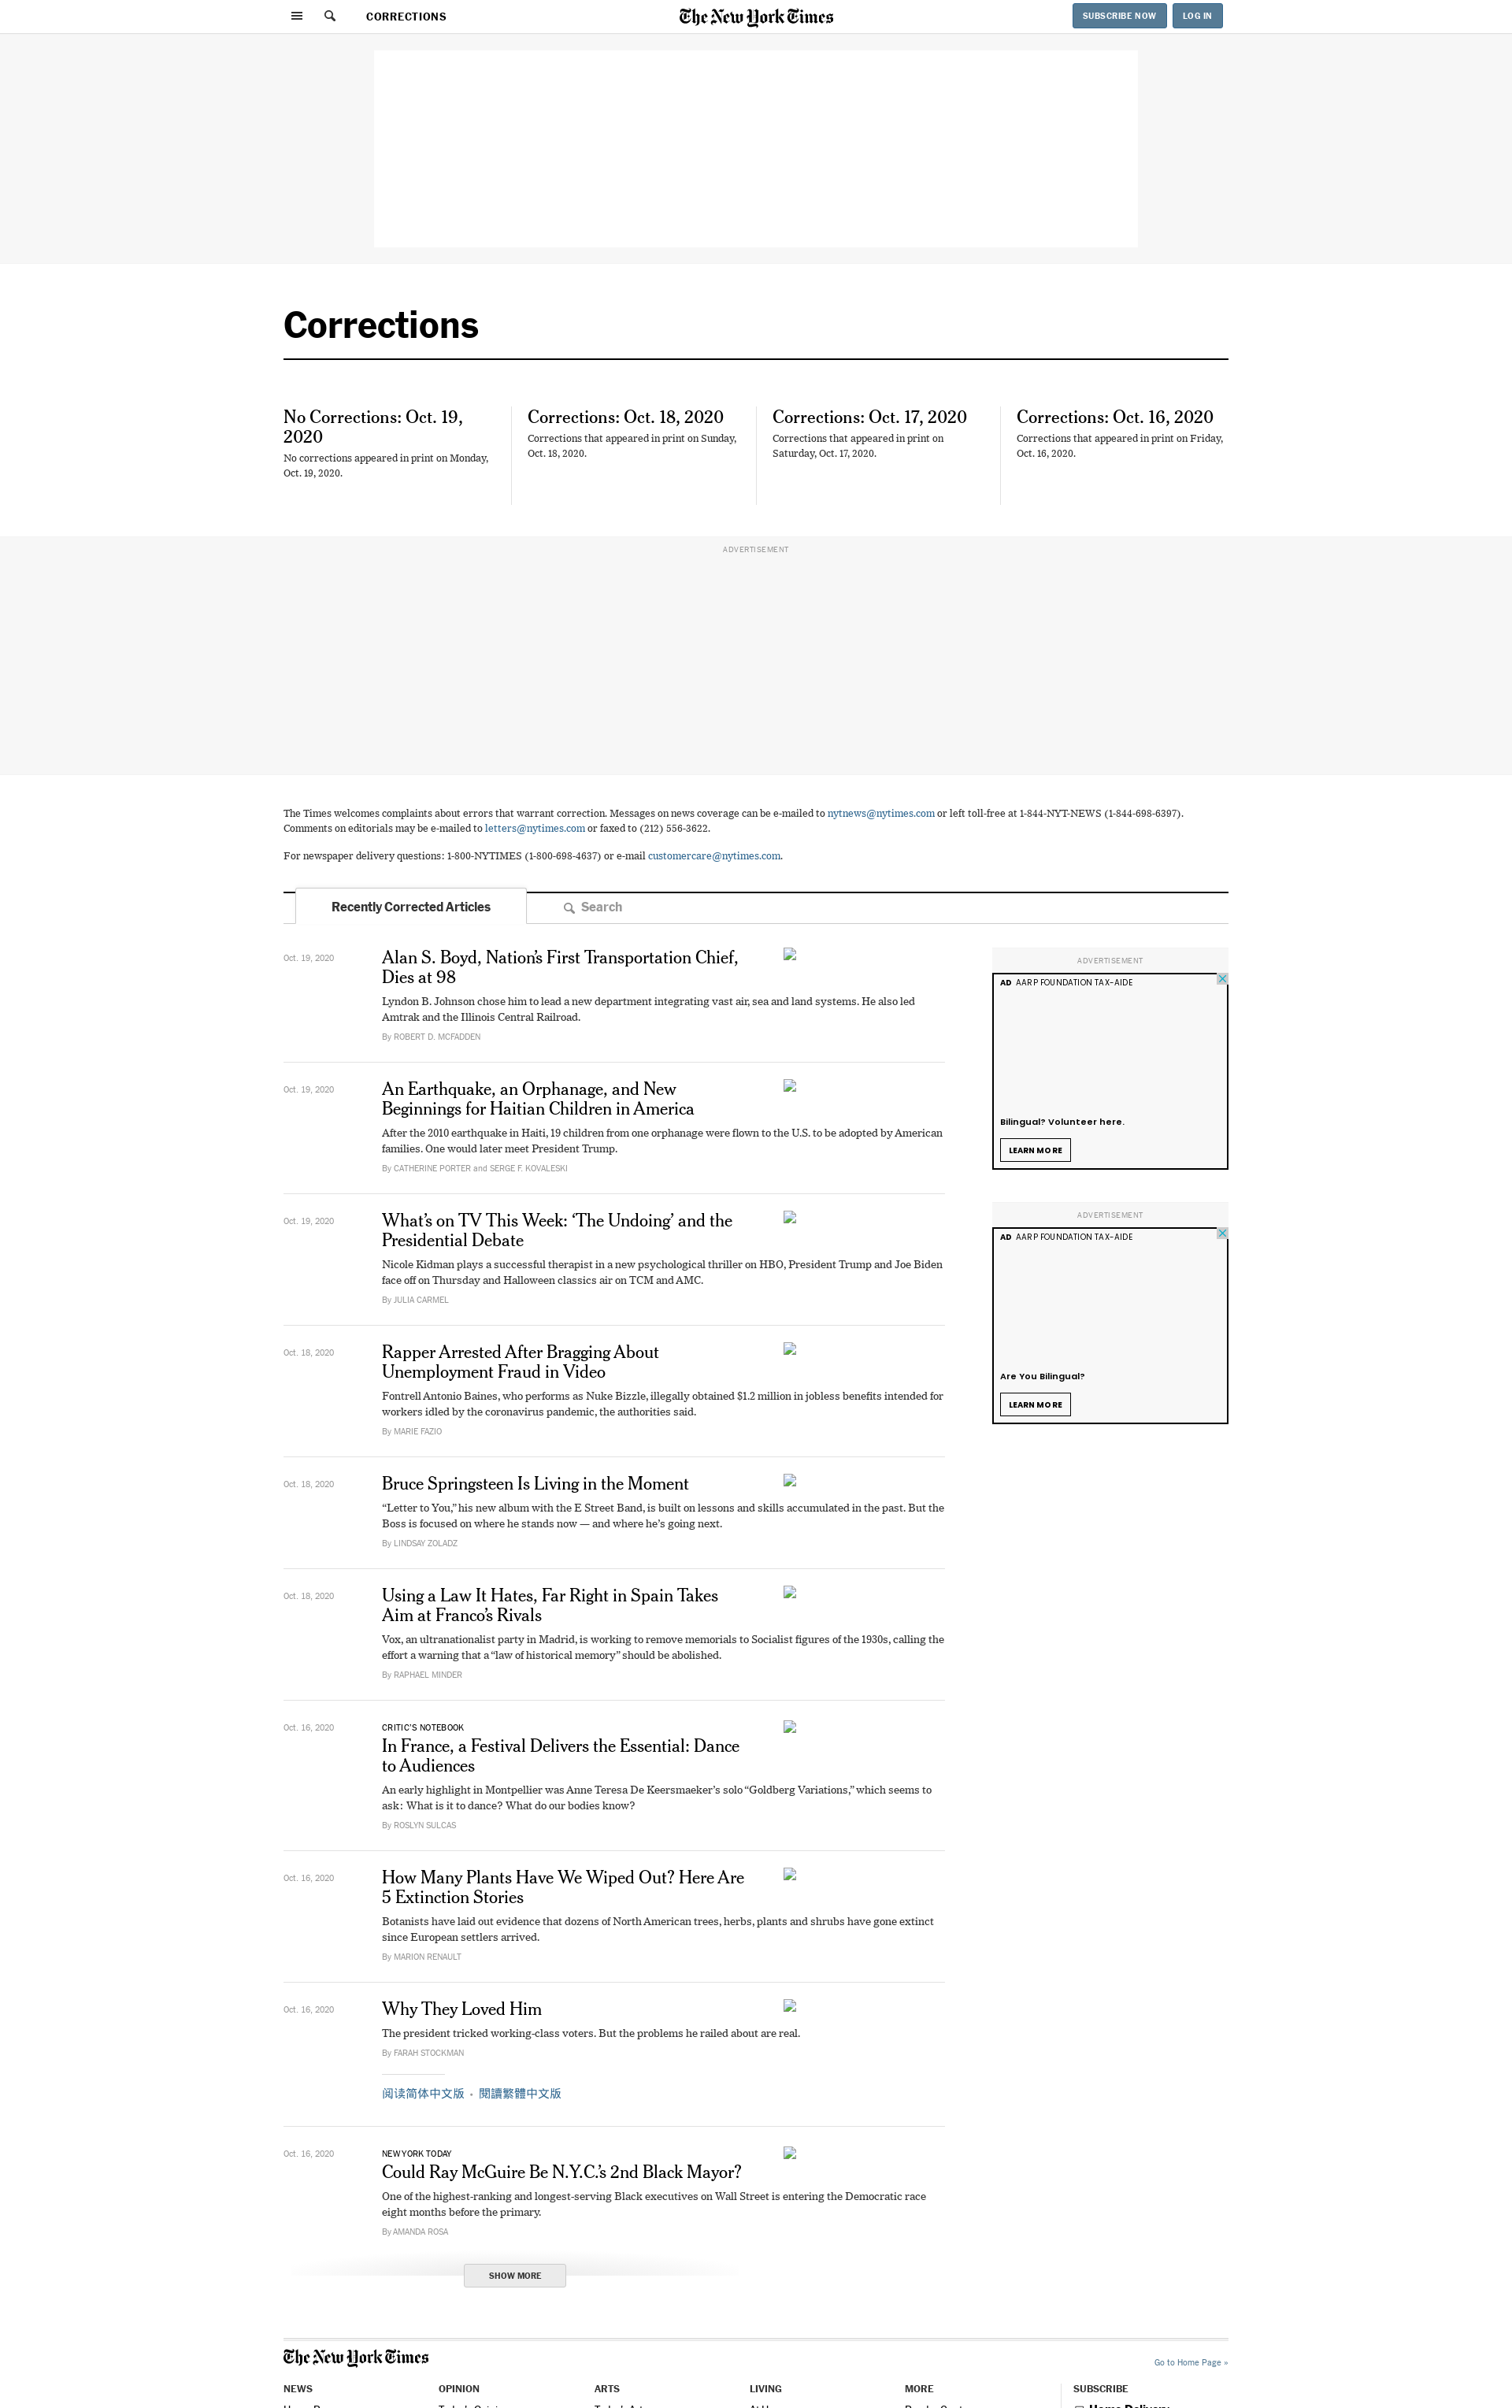 CORRECTIONS
The New York Times
SUBSCRIBE NOW
LOG IN
Corrections
No Corrections: Oct. 19,
2020
No corrections appeared in print on Monday,
Oct. 19, 2020.
Corrections: Oct. 18, 2020
Corrections that appeared in print on Sunday,
Oct. 18, 2020.
Corrections: Oct. 17, 2020
Corrections that appeared in print on
Saturday, Oct. 17, 2020.
Corrections: Oct. 16, 2020
Corrections that appeared in print on Friday,
Oct. 16, 2020.
ADVERTISEMENT
The Times welcomes complaints about errors that warrant correction. Messages on news coverage can be e-mailed to nytnews@nytimes.com or left toll-free at 1-844-NYT-NEWS (1-844-698-6397).
Comments on editorials may be e-mailed to letters@nytimes.com or faxed to (212) 556-3622.
For newspaper delivery questions: 1-800-NYTIMES (1-800-698-4637) or e-mail customercare@nytimes.com.
Recently Corrected Articles
Search
Oct. 19, 2020
Alan S. Boyd, Nation’s First Transportation Chief,
Dies at 98
Lyndon B. Johnson chose him to lead a new department integrating vast air, sea and land systems. He also led
Amtrak and the Illinois Central Railroad.
By ROBERT D. MCFADDEN
Oct. 19, 2020
An Earthquake, an Orphanage, and New
Beginnings for Haitian Children in America
After the 2010 earthquake in Haiti, 19 children from one orphanage were flown to the U.S. to be adopted by American
families. One would later meet President Trump.
By CATHERINE PORTER and SERGE F. KOVALESKI
Oct. 19, 2020
What’s on TV This Week: ‘The Undoing’ and the
Presidential Debate
Nicole Kidman plays a successful therapist in a new psychological thriller on HBO, President Trump and Joe Biden
face off on Thursday and Halloween classics air on TCM and AMC.
By JULIA CARMEL
Oct. 18, 2020
Rapper Arrested After Bragging About
Unemployment Fraud in Video
Fontrell Antonio Baines, who performs as Nuke Bizzle, illegally obtained $1.2 million in jobless benefits intended for
workers idled by the coronavirus pandemic, the authorities said.
By MARIE FAZIO
Oct. 18, 2020
Bruce Springsteen Is Living in the Moment
“Letter to You,” his new album with the E Street Band, is built on lessons and skills accumulated in the past. But the
Boss is focused on where he stands now — and where he’s going next.
By LINDSAY ZOLADZ
Oct. 18, 2020
Using a Law It Hates, Far Right in Spain Takes
Aim at Franco’s Rivals
Vox, an ultranationalist party in Madrid, is working to remove memorials to Socialist figures of the 1930s, calling the
effort a warning that a “law of historical memory” should be abolished.
By RAPHAEL MINDER
Oct. 16, 2020
CRITIC’S NOTEBOOK
In France, a Festival Delivers the Essential: Dance
to Audiences
An early highlight in Montpellier was Anne Teresa De Keersmaeker’s solo “Goldberg Variations,” which seems to
ask: What is it to dance? What do our bodies know?
By ROSLYN SULCAS
Oct. 16, 2020
How Many Plants Have We Wiped Out? Here Are
5 Extinction Stories
Botanists have laid out evidence that dozens of North American trees, herbs, plants and shrubs have gone extinct
since European settlers arrived.
By MARION RENAULT
Oct. 16, 2020
Why They Loved Him
The president tricked working-class voters. But the problems he railed about are real.
By FARAH STOCKMAN
阅读简体中文版 • 閱讀繁體中文版
Oct. 16, 2020
NEW YORK TODAY
Could Ray McGuire Be N.Y.C.’s 2nd Black Mayor?
One of the highest-ranking and longest-serving Black executives on Wall Street is entering the Democratic race
eight months before the primary.
By AMANDA ROSA
SHOW MORE
ADVERTISEMENT
AD AARP FOUNDATION TAX-AIDE
Bilingual? Volunteer here.
LEARN MORE
ADVERTISEMENT
AD AARP FOUNDATION TAX-AIDE
Are You Bilingual?
LEARN MORE
The New York Times
Go to Home Page »
NEWS
OPINION
ARTS
LIVING
MORE
SUBSCRIBE